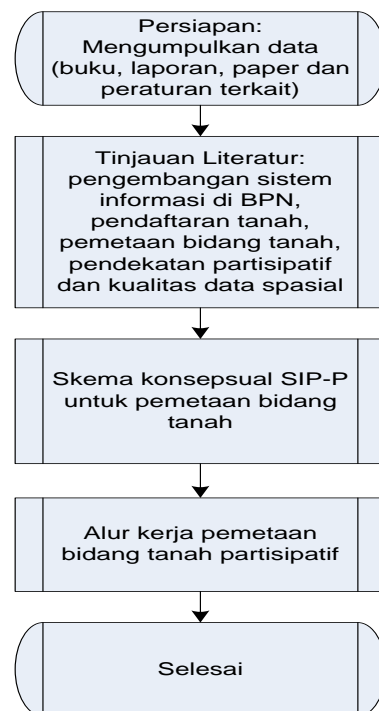 Persiapan:
Mengumpulkan data
(buku, laporan, paper dan
peraturan terkait)
Tinjauan Literatur:
pengembangan sistem
informasi di BPN,
pendaftaran tanah,
pemetaan bidang tanah,
pendekatan partisipatif
dan kualitas data spasial
Skema konsepsual SIP-P
untuk pemetaan bidang
tanah
Alur kerja pemetaan
bidang tanah partisipatif
Selesai